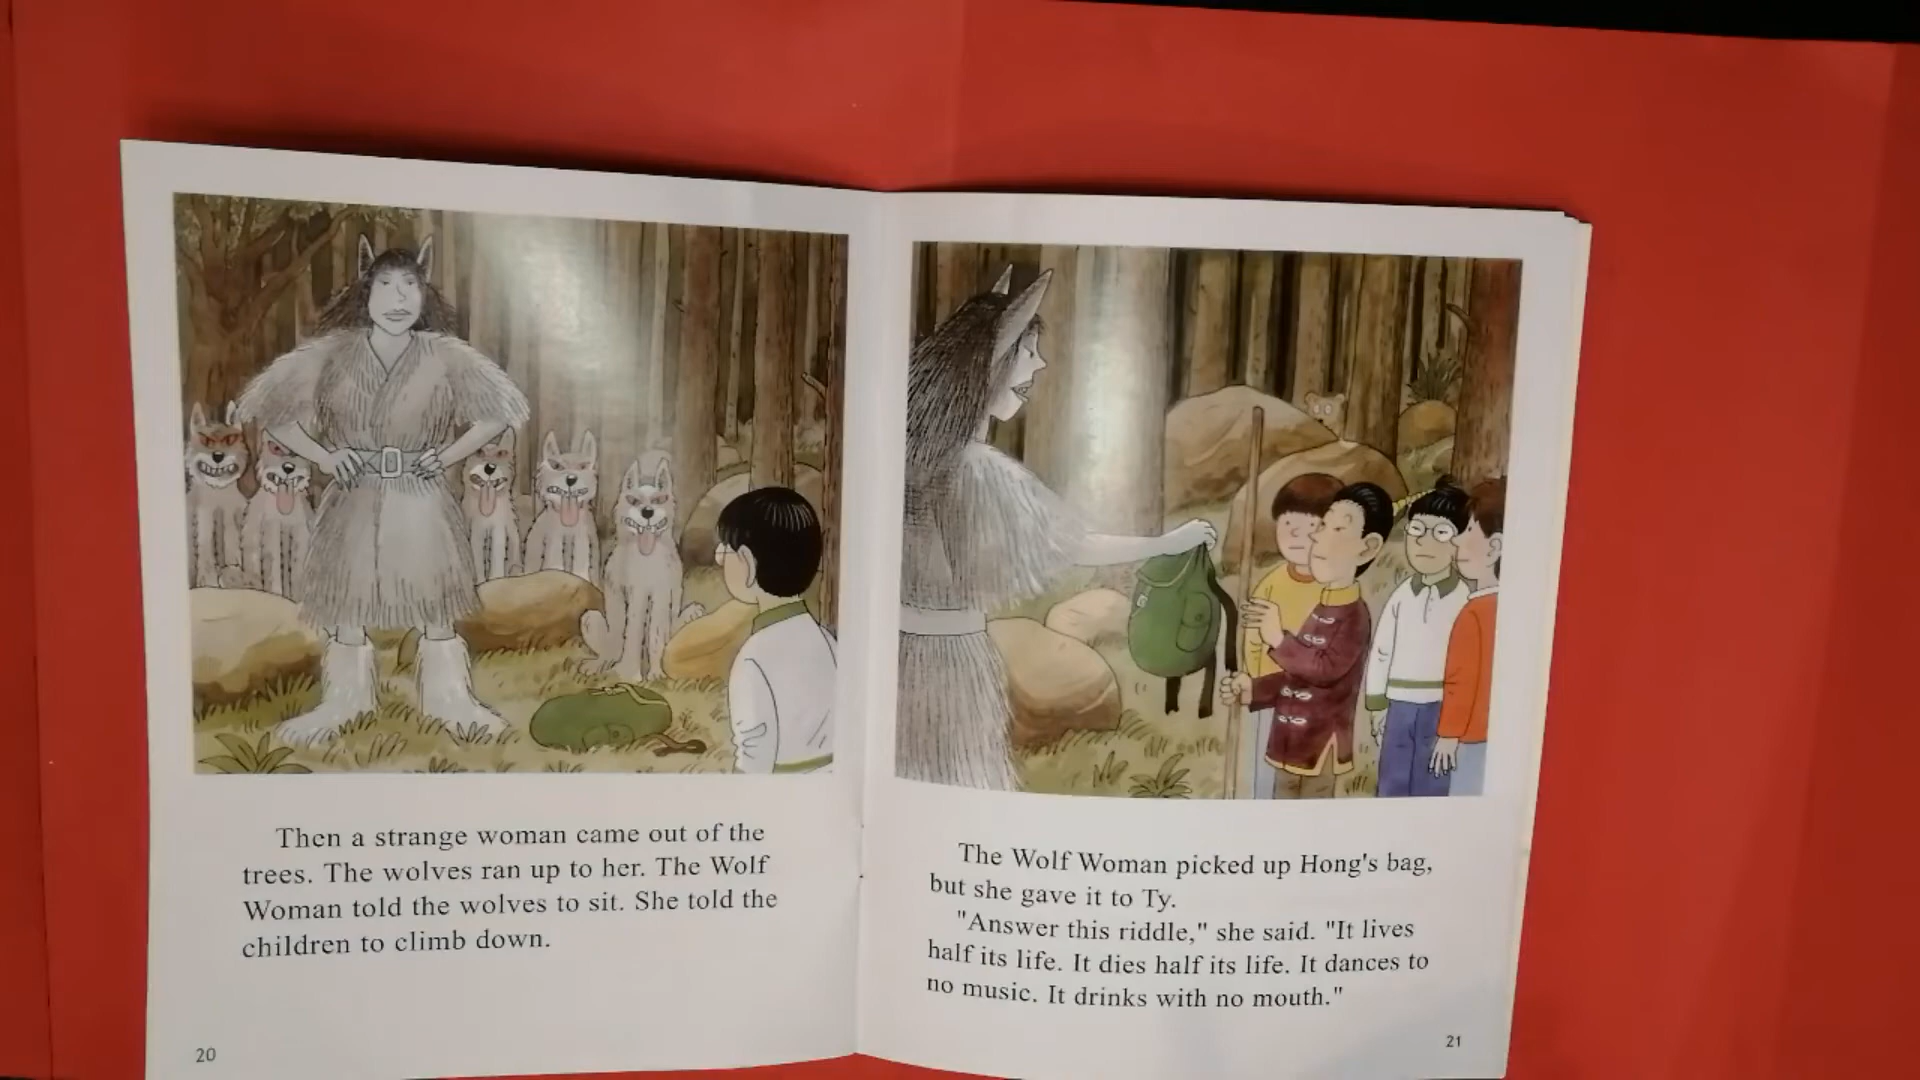 Then a strange woman came out of the
trees. The wolves ran up to her. The Wolf
Woman told the wolves to sit. She told the
children to climb down.
20
The Wolf Woman picked up Hong's bag,
but she gave it to Ty.
"Answer this riddle," she said. "It lives
half its life. It dies half its life. It dances to
no music. It drinks with no mouth."
21